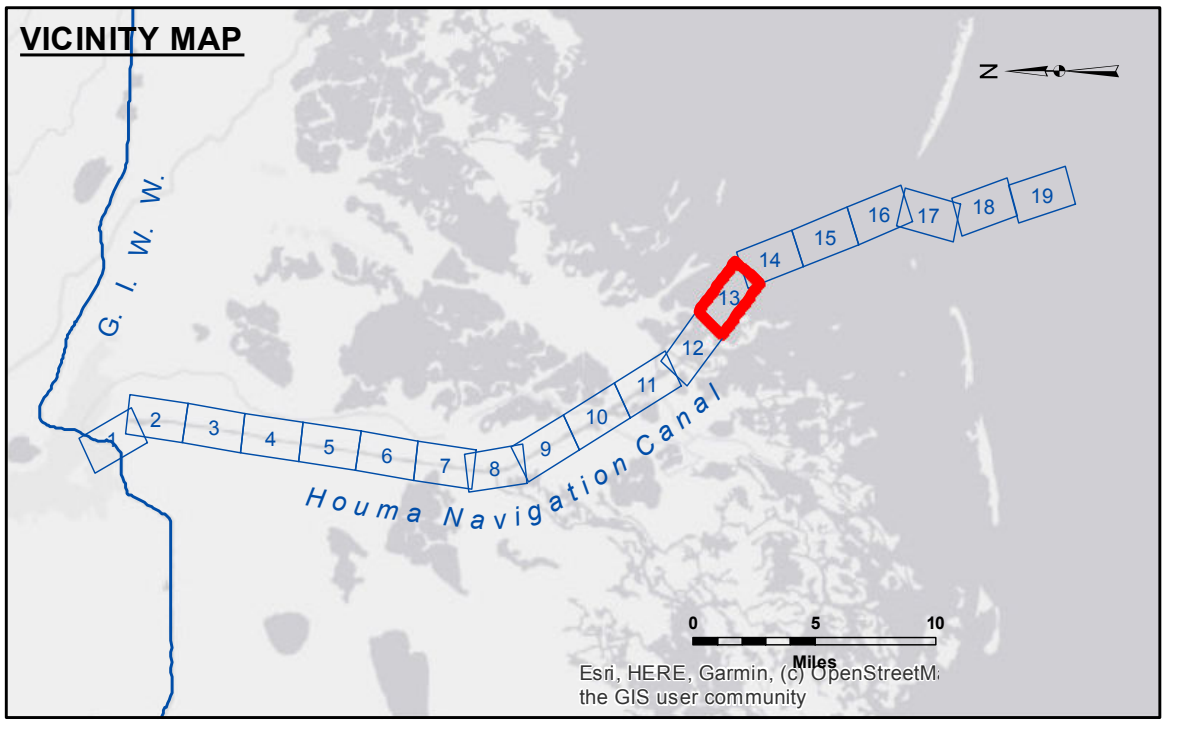 VICINITY MAP
N
G. I. W. W.
1
2
3
4
5
6
7
8
9
10
11
12
13
14
15
16
17
18
19
Houma Navigation Canal
0 5 10
Miles
Esri, HERE, Garmin, (c) OpenStreetM
the GIS user community